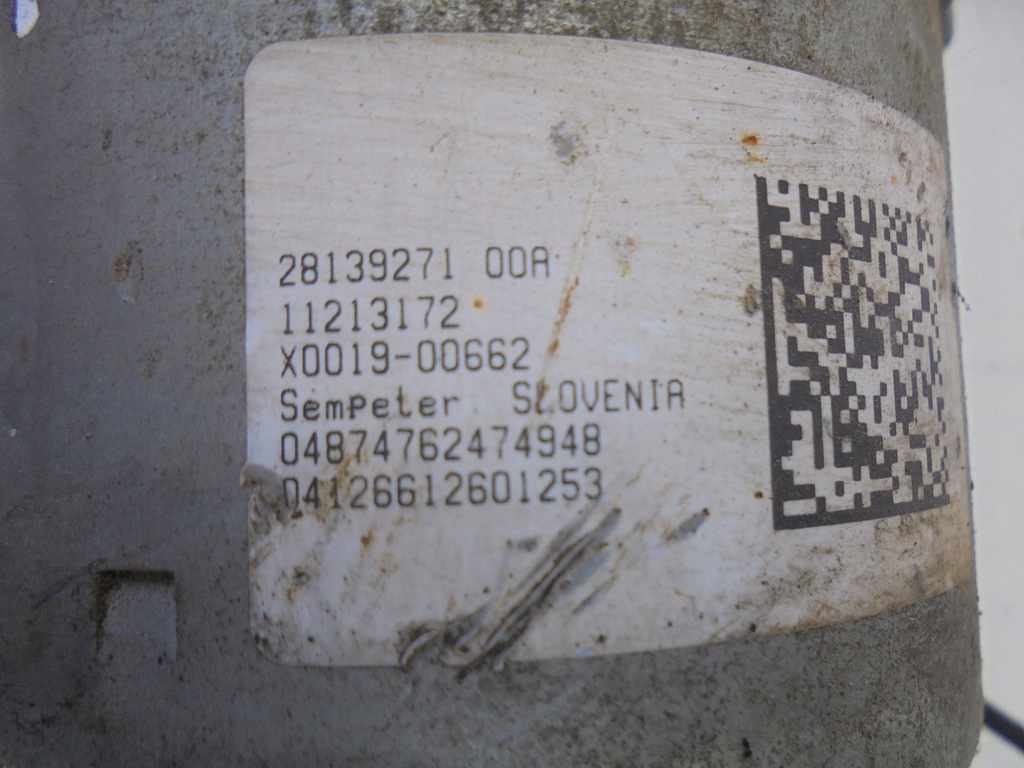 28139271 00A
11213172
X0019-00662
SemPeter SLOVENIA
04874762474948
04126612601253